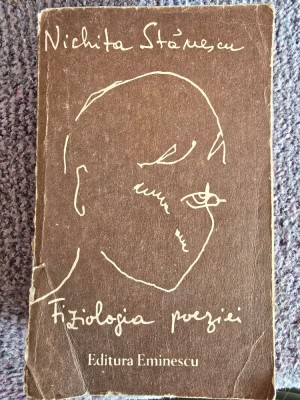 Nichita Stănescu
Fiziologia poeziei
Editura Eminescu